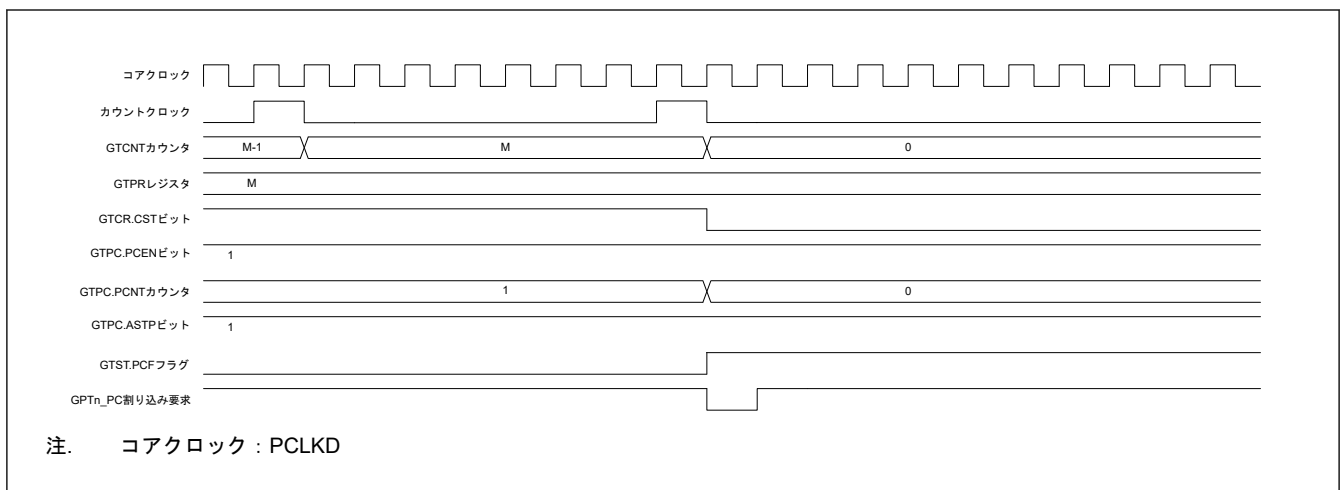 コアクロック
カウントクロック
GTCNTカウンタ M-1 M 0
GTPRレジスタ M
GTCR.CSTビット
GTPC.PCENビット 1
GTPC.PCNTカウンタ 1 0
GTPC.ASTPビット 1
GTST.PCFフラグ
GPTn_PC割り込み要求
注. コアクロック：PCLKD